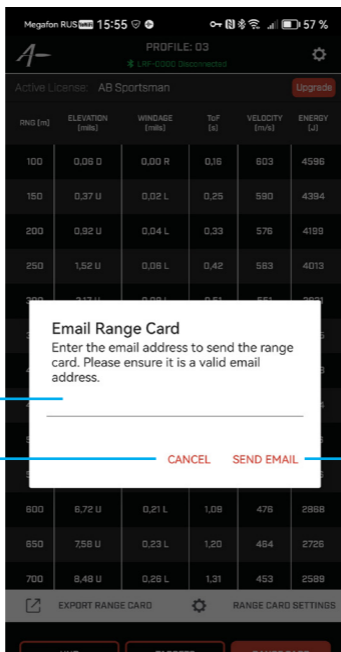 Megafon RUS 15:55 57 %
A
PROFILE: 03
LRF-CODC Disconnected
Active License: AB Sportsman Upgrade
RNG (m) ELEVATION (mils) WINDAGE (mils) ToF (s) VELOCITY (m/s) ENERGY (J)
100 0,06 D 0,00 R 0,16 603 4596
150 0,37 U 0,02 L 0,25 590 4394
200 0,92 U 0,04 L 0,33 576 4199
250 1,52 U 0,06 L 0,42 563 4013
Email Range Card
Enter the email address to send the range
card. Please ensure it is a valid email
address.
CANCEL SEND EMAIL
600 6,72 U 0,21 L 1,09 476 2868
650 7,58 U 0,23 L 1,20 464 2726
700 8,48 U 0,26 L 1,31 453 2589
EXPORT RANGE CARD RANGE CARD SETTINGS